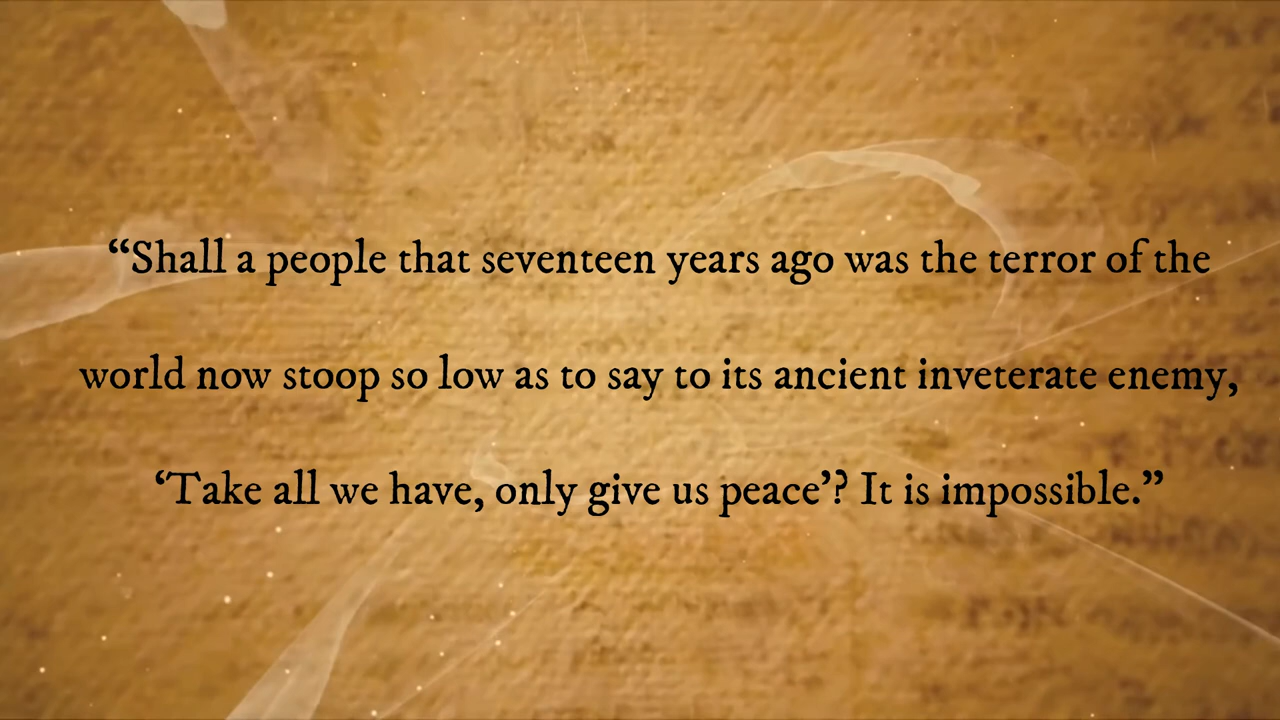 “Shall a people that seventeen years ago was the terror of the
world now stoop so low as to say to its ancient inveterate enemy,
‘Take all we have, only give us peace’? It is impossible.”